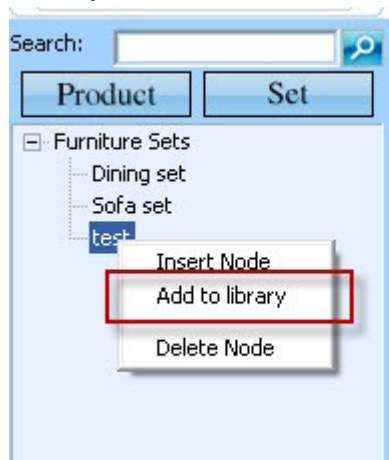 Search:
Product Set
Furniture Sets
Dining set
Sofa set
test
Insert Node
Add to library
Delete Node